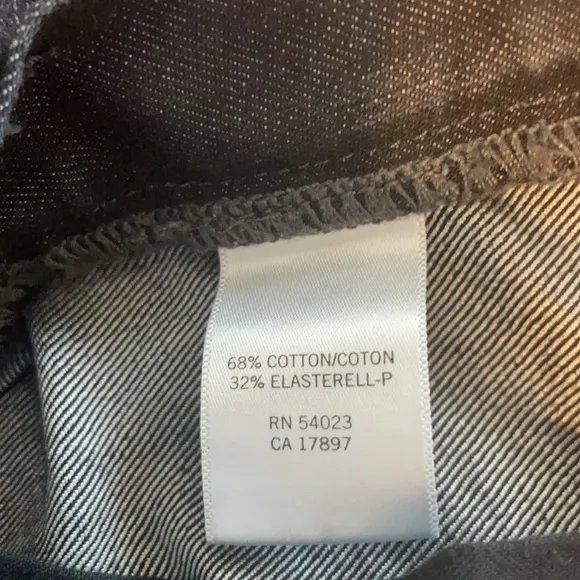 68% COTTON/COTON
32% ELASTERELL-P
RN 54023
CA 17897